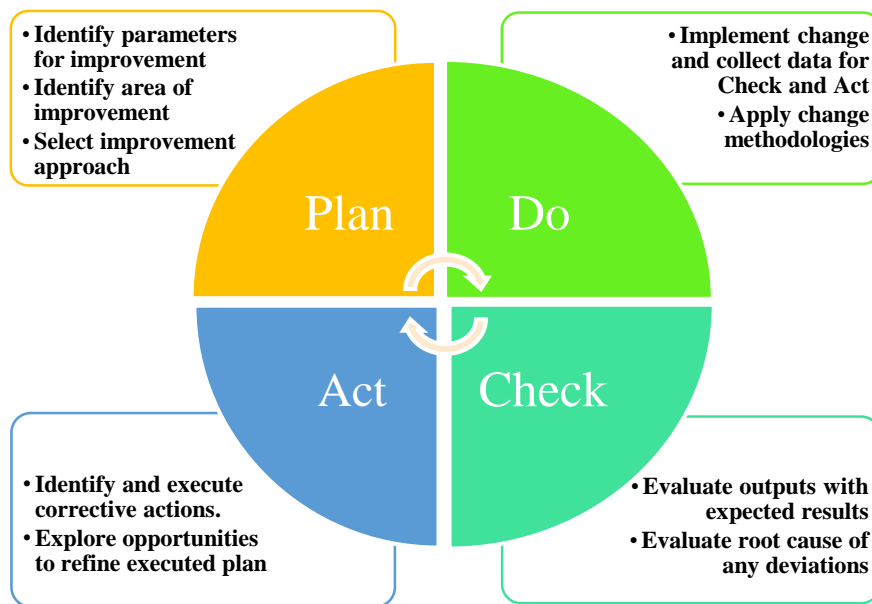 • Identify parameters
for improvement
• Identify area of
improvement
• Select improvement
approach
• Implement change
and collect data for
Check and Act
• Apply change
methodologies
Plan
Do
Act
Check
• Identify and execute
corrective actions.
• Explore opportunities
to refine executed plan
• Evaluate outputs with
expected results
• Evaluate root cause of
any deviations